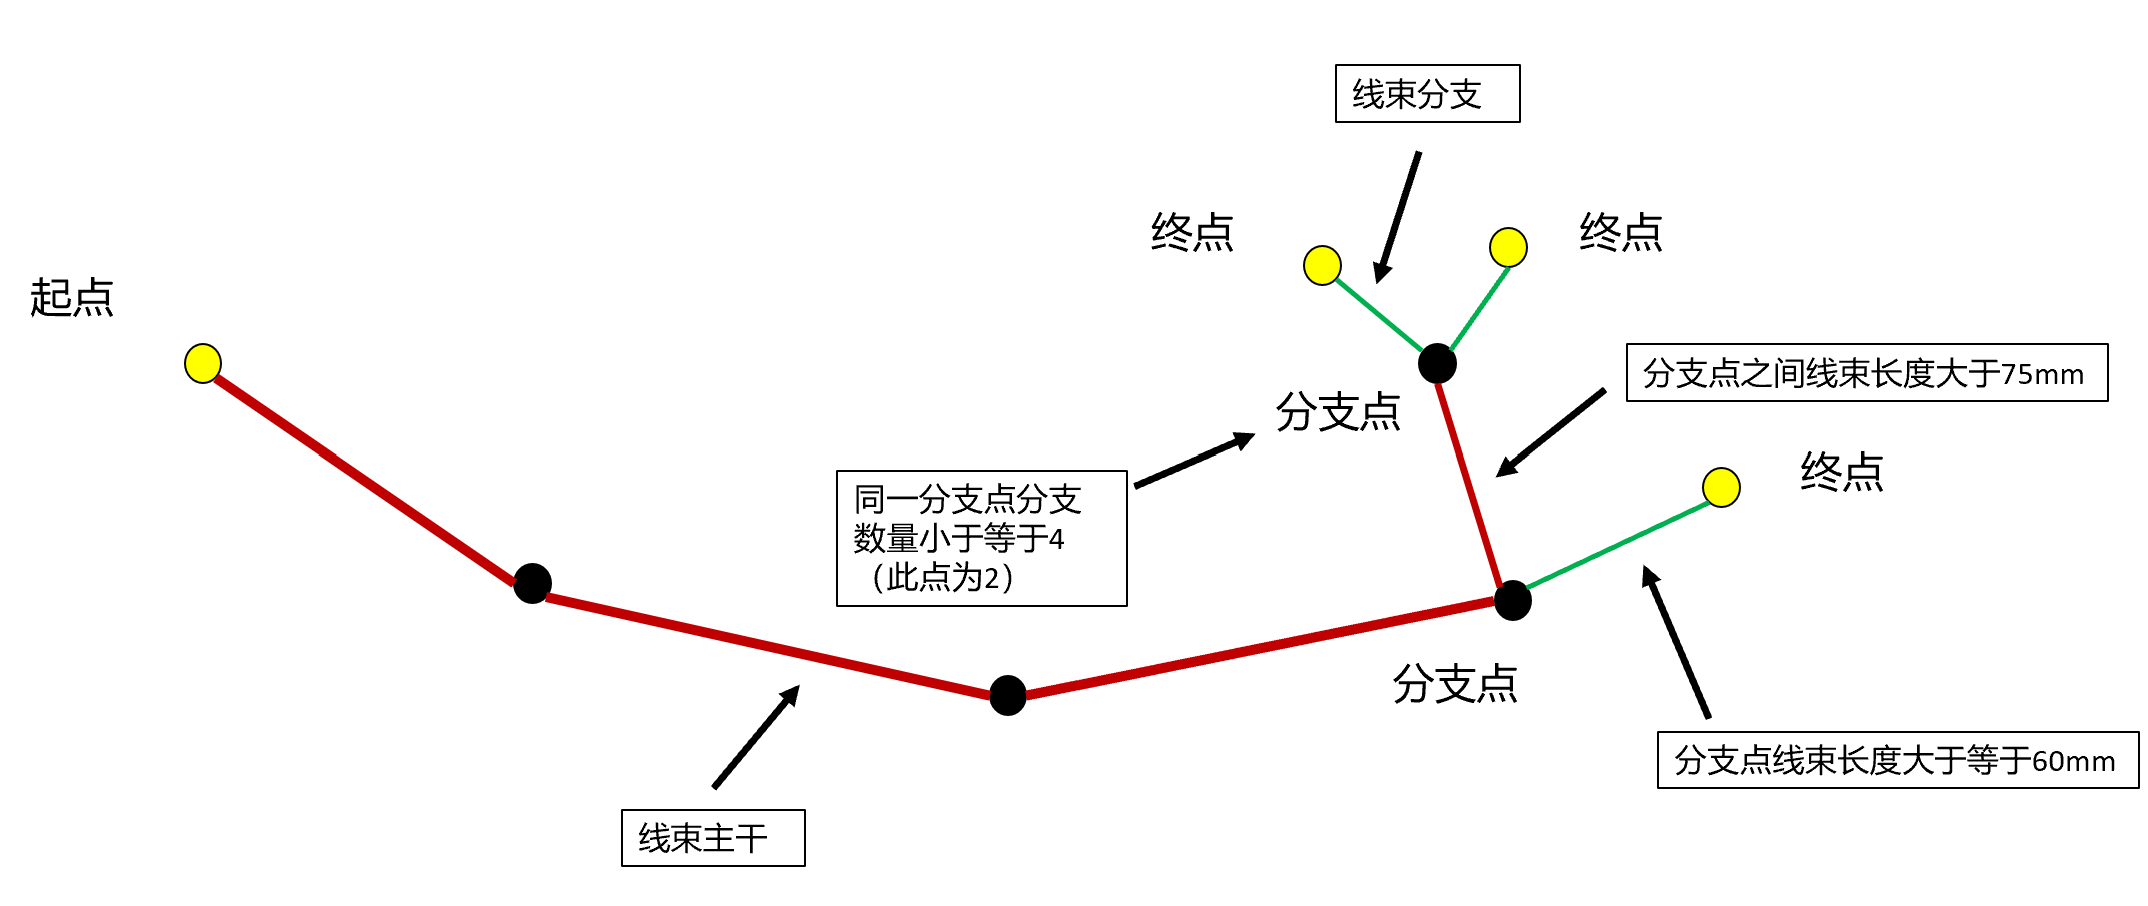 线束分支
终点
终点
起点
分支点之间线束长度大于75mm
分支点
终点
同一分支点分支
数量小于等于4
（此点为2）
分支点
分支点线束长度大于等于60mm
线束主干